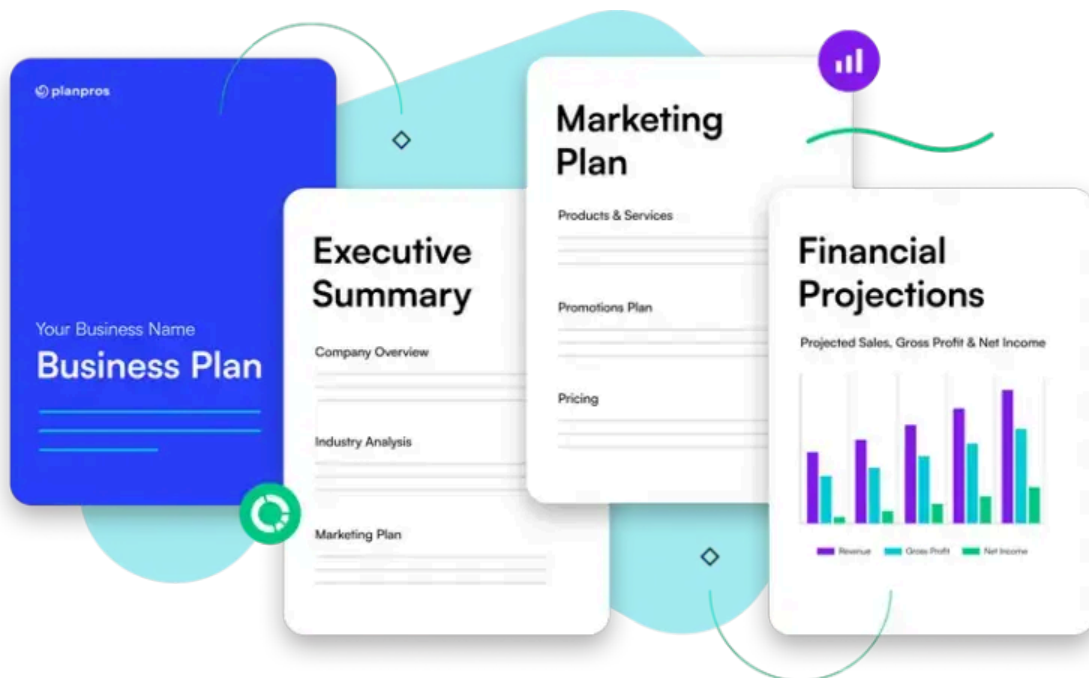 planpros
Your Business Name
Business Plan
Executive
Summary
Company Overview
Industry Analysis
Marketing Plan
Marketing
Plan
Products & Services
Promotions Plan
Pricing
Financial
Projections
Projected Sales, Gross Profit & Net Income
Revenue
Gross Profit
Net Income